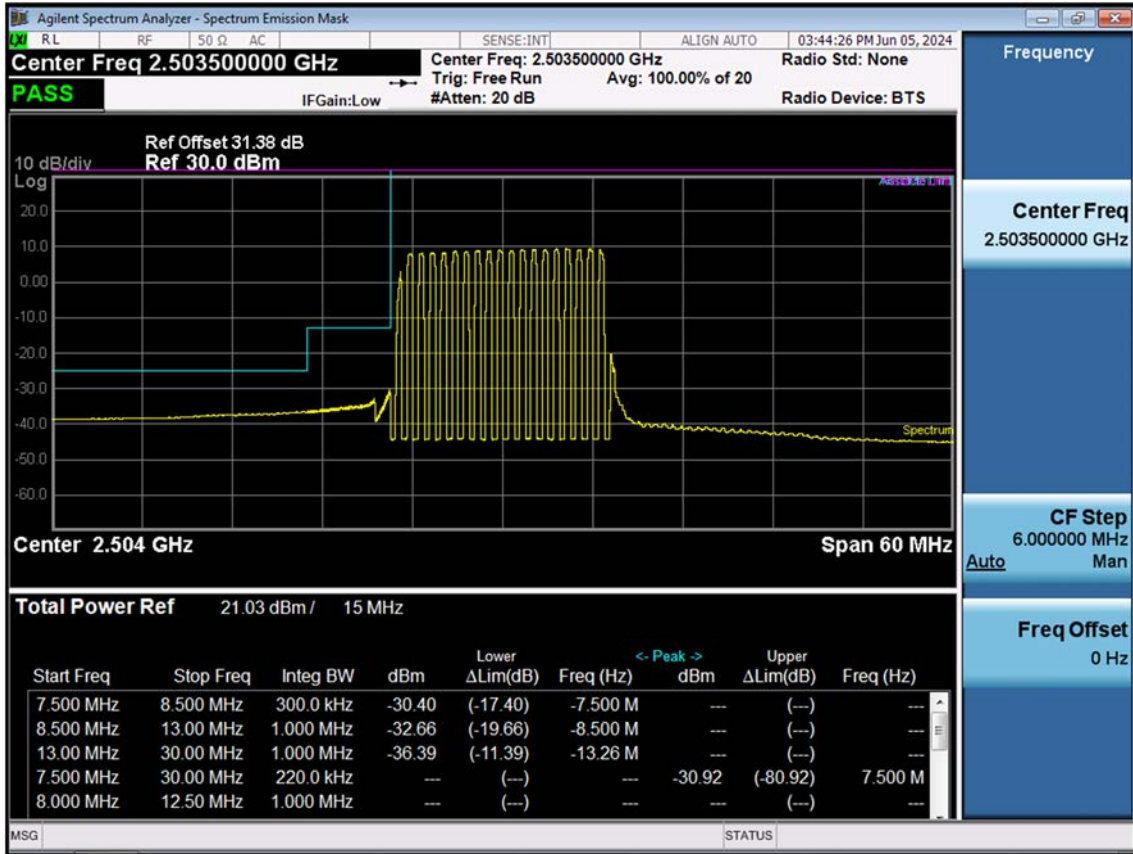 Agilent Spectrum Analyzer - Spectrum Emission Mask
LXI RL RF 50 Ω AC SENSE:INT ALIGN AUTO 03:44:26 PM Jun 05, 2024
Center Freq 2.503500000 GHz Center Freq: 2.503500000 GHz Radio Std: None
Trig: Free Run Avg: 100.00% of 20
PASS IFGain:Low #Atten: 20 dB Radio Device: BTS
Ref Offset 31.38 dB
10 dB/div Ref 30.0 dBm
Log
Absolute Limit
20.0
10.0
0.00
-10.0
-20.0
-30.0
-40.0
Spectrum
-50.0
-60.0
Center 2.504 GHz Span 60 MHz
Total Power Ref 21.03 dBm / 15 MHz
Lower <- Peak -> Upper
Start Freq Stop Freq Integ BW dBm ΔLim(dB) Freq (Hz) dBm ΔLim(dB) Freq (Hz)
7.500 MHz 8.500 MHz 300.0 kHz -30.40 (-17.40) -7.500 M --- (---) ---
8.500 MHz 13.00 MHz 1.000 MHz -32.66 (-19.66) -8.500 M --- (---) ---
13.00 MHz 30.00 MHz 1.000 MHz -36.39 (-11.39) -13.26 M --- (---) ---
7.500 MHz 30.00 MHz 220.0 kHz --- (---) --- -30.92 (-80.92) 7.500 M
8.000 MHz 12.50 MHz 1.000 MHz --- (---) --- --- (---) ---
MSG STATUS
Frequency
Center Freq
2.503500000 GHz
CF Step
6.000000 MHz
Auto Man
Freq Offset
0 Hz